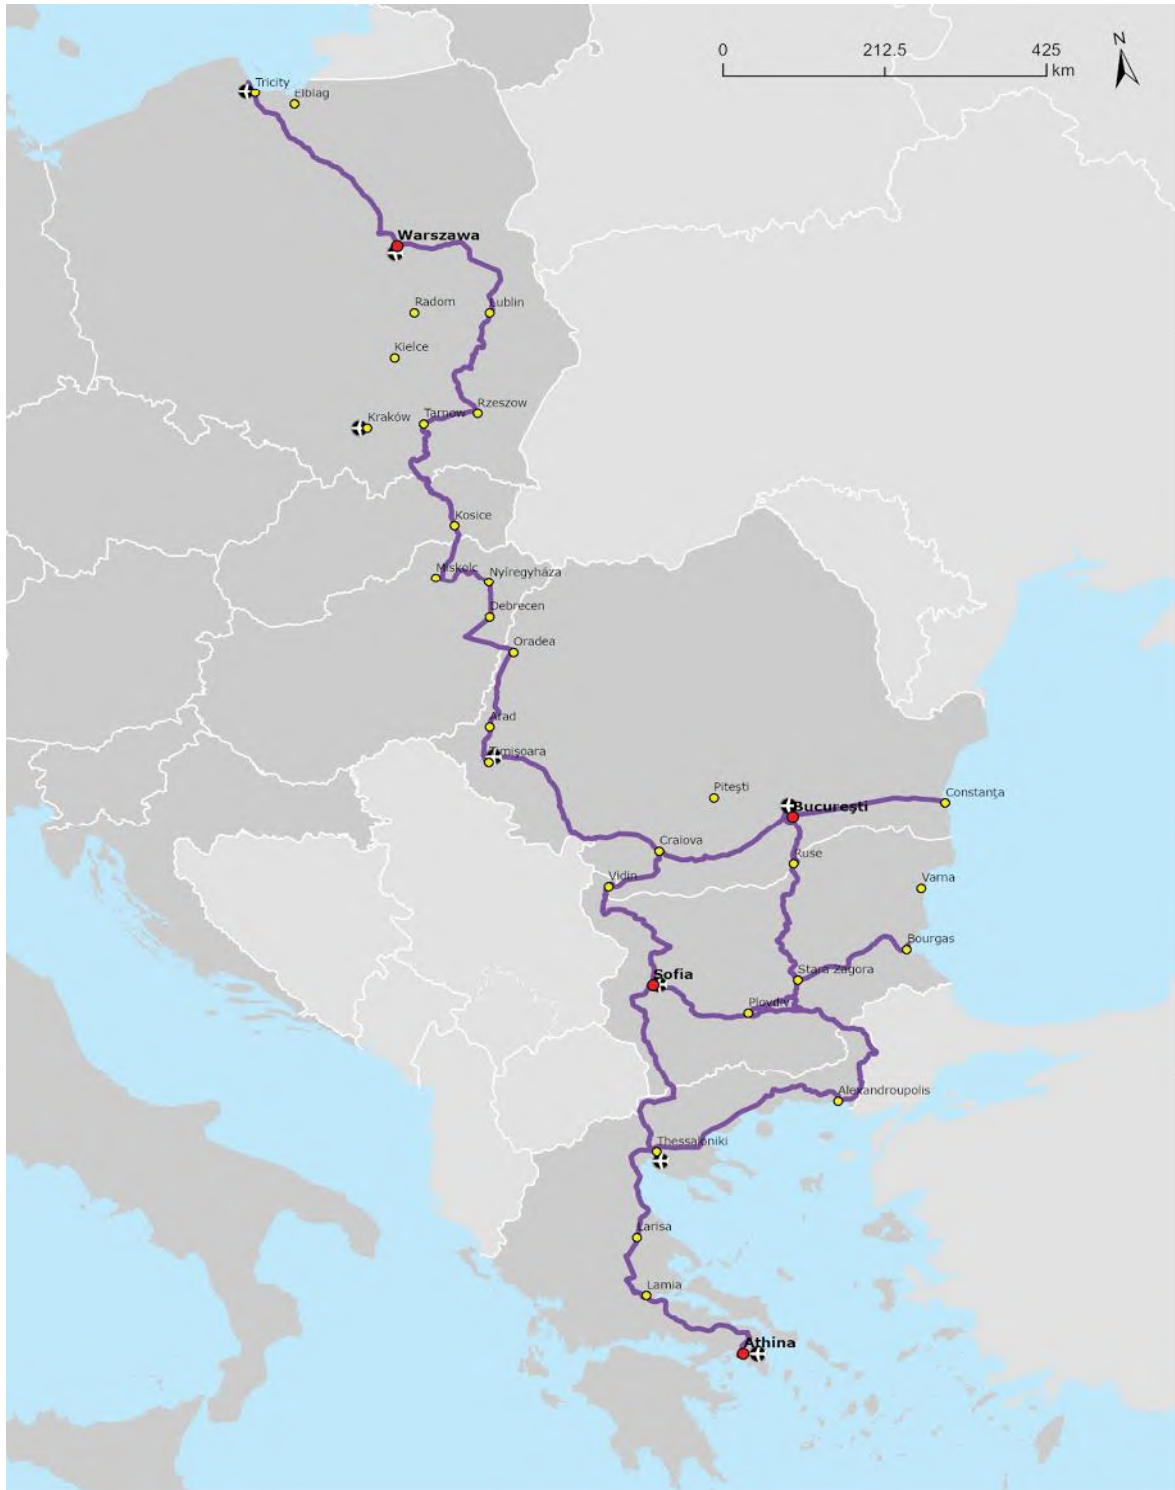 N
0 212.5 425
km
Tricity
Elbląg
Warszawa
Radom
Lublin
Kielce
Rzeszow
Kraków
Tarnow
Kosice
Miskolc
Nyíregyháza
Debrecen
Oradea
Arad
Timișoara
Pitești
Constanța
București
Craiova
Ruse
Vidin
Varna
Bourgas
Sofia
Stara Zagora
Plovdiv
Alexandroupolis
Thessaloniki
Larisa
Lamia
Athina